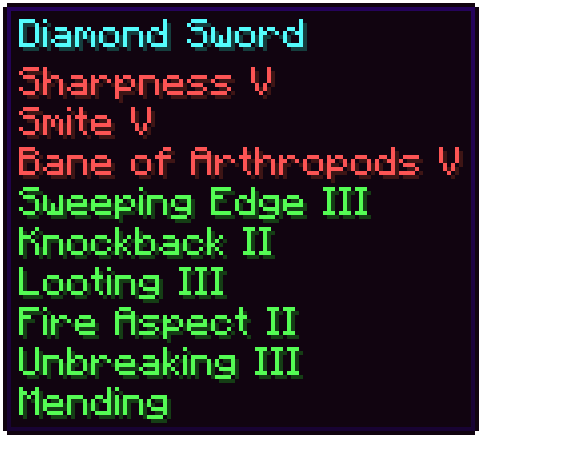 Diamond Sword
Sharpness V
Smite V
Bane of Arthropods V
Sweeping Edge III
Knockback II
Looting III
Fire Aspect II
Unbreaking III
Mending